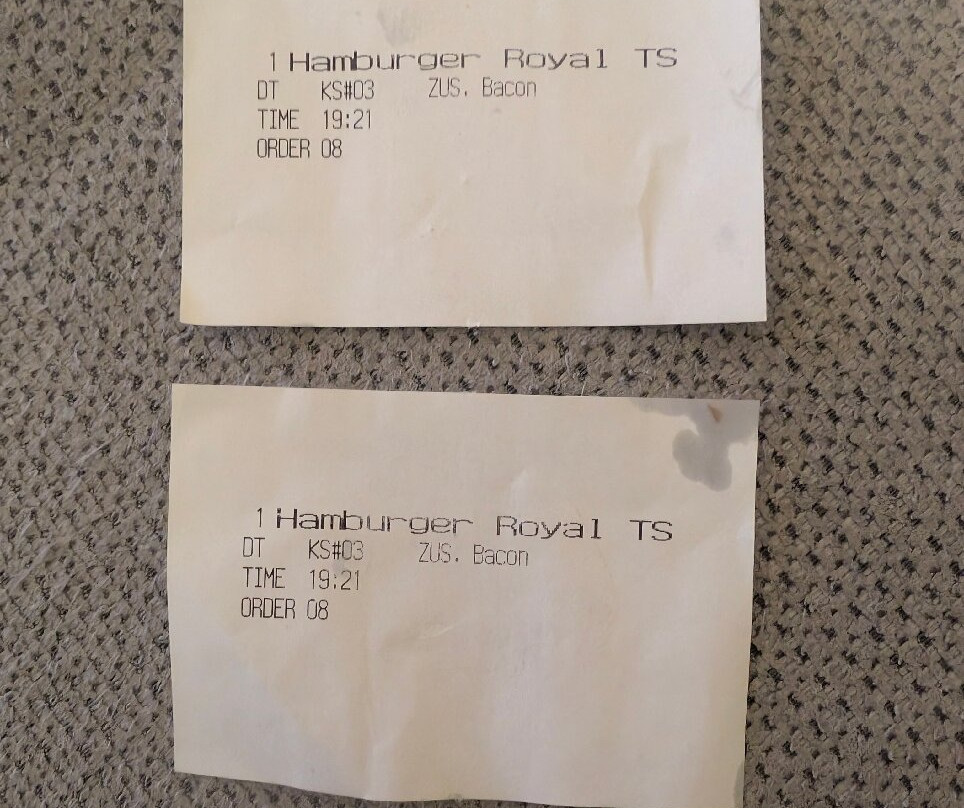 1 Hamburger Royal TS
DT KS#03 ZUS. Bacon
TIME 19:21
ORDER 08
1 Hamburger Royal TS
DT KS#03 ZUS. Bacon
TIME 19:21
ORDER 08